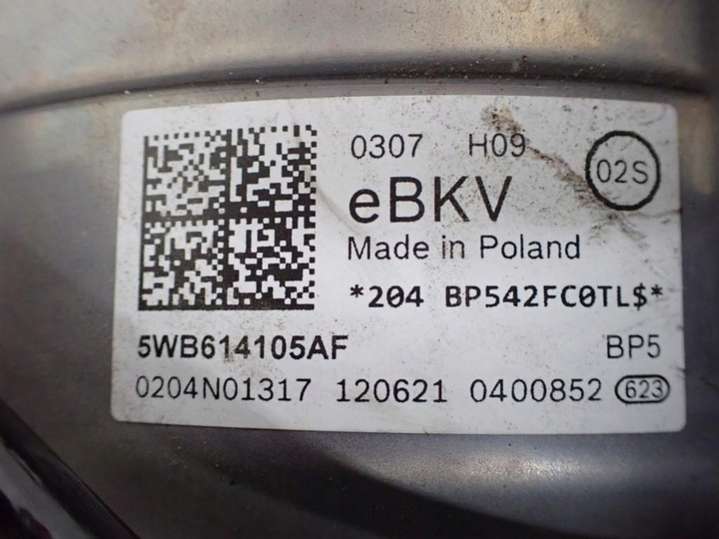 0307 H09
02S
eBKV
Made in Poland
*204 BP542FC0TL$*
5WB614105AF BP5
0204N01317 120621 0400852 623